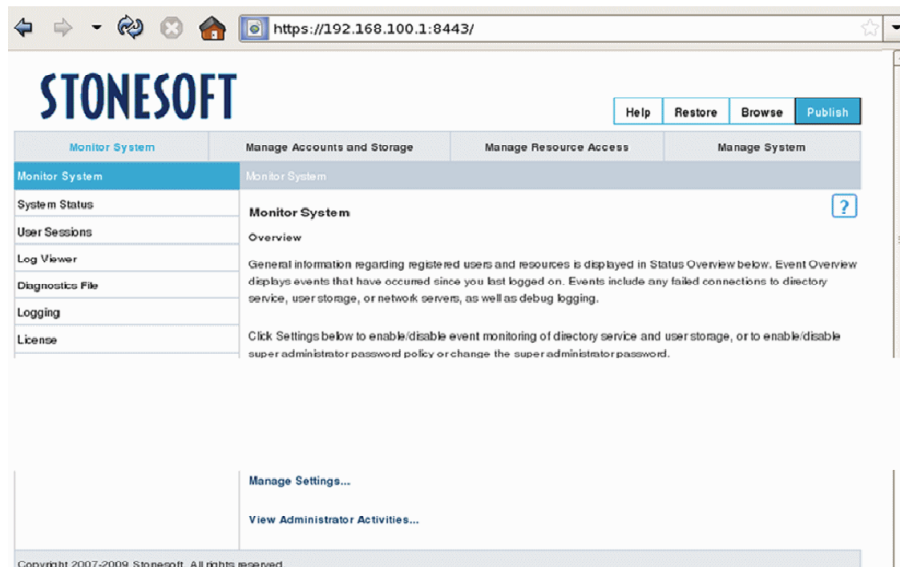 https://192.168.100.1:8443/
STONESOFT
Help Restore Browse Publish
Monitor System Manage Accounts and Storage Manage Resource Access Manage System
Monitor System
Monitor System
System Status
User Sessions
Log Viewer
Diagnostics File
Logging
License
Monitor System
?
Overview
General information regarding registered users and resources is displayed in Status Overview below. Event Overview
displays events that have occurred since you last logged on. Events include any failed connections to directory
service, user storage, or network servers, as well as debug logging.
Click Settings below to enable/disable event monitoring of directory service and user storage, or to enable/disable
super administrator password policy or change the super administrator password.
Manage Settings...
View Administrator Activities...
Copyright 2007-2009 Stonesoft. All rights reserved